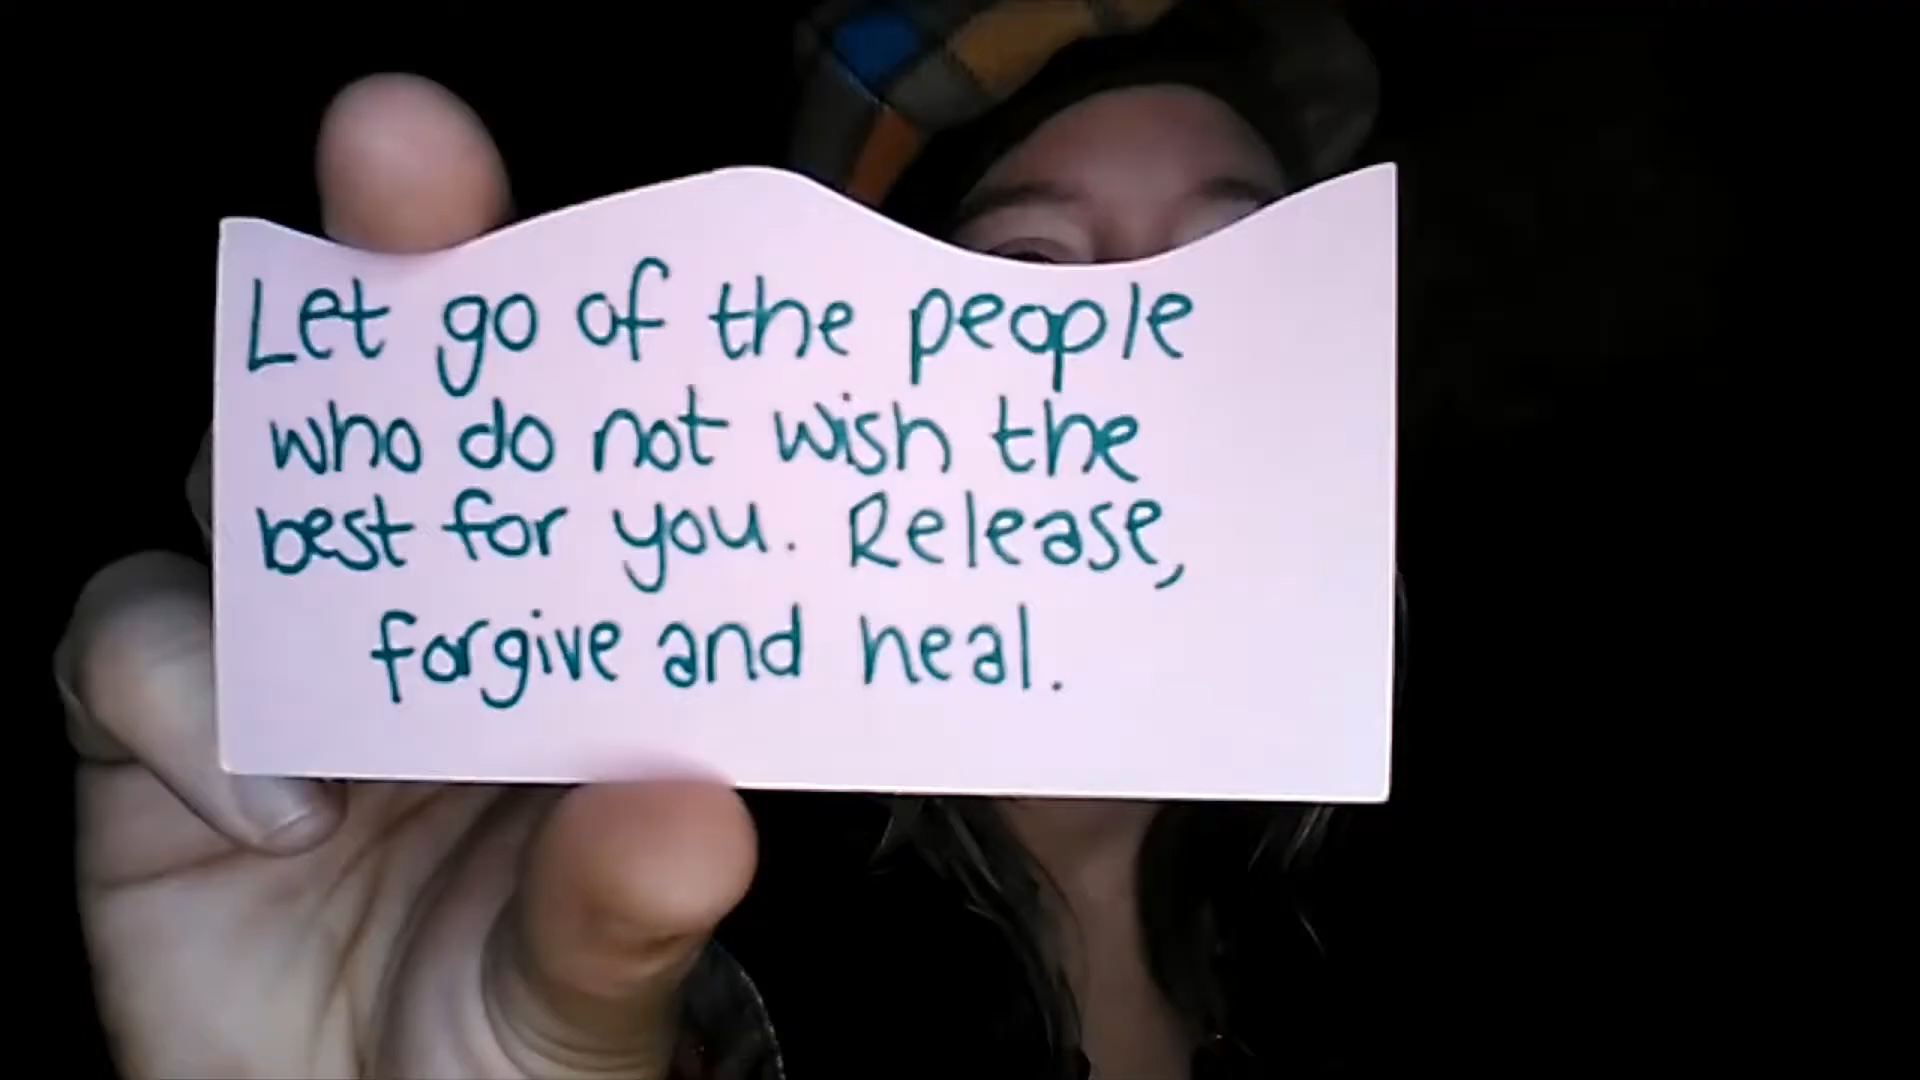 Let go of the people
who do not wish the
best for you. Release,
forgive and heal.